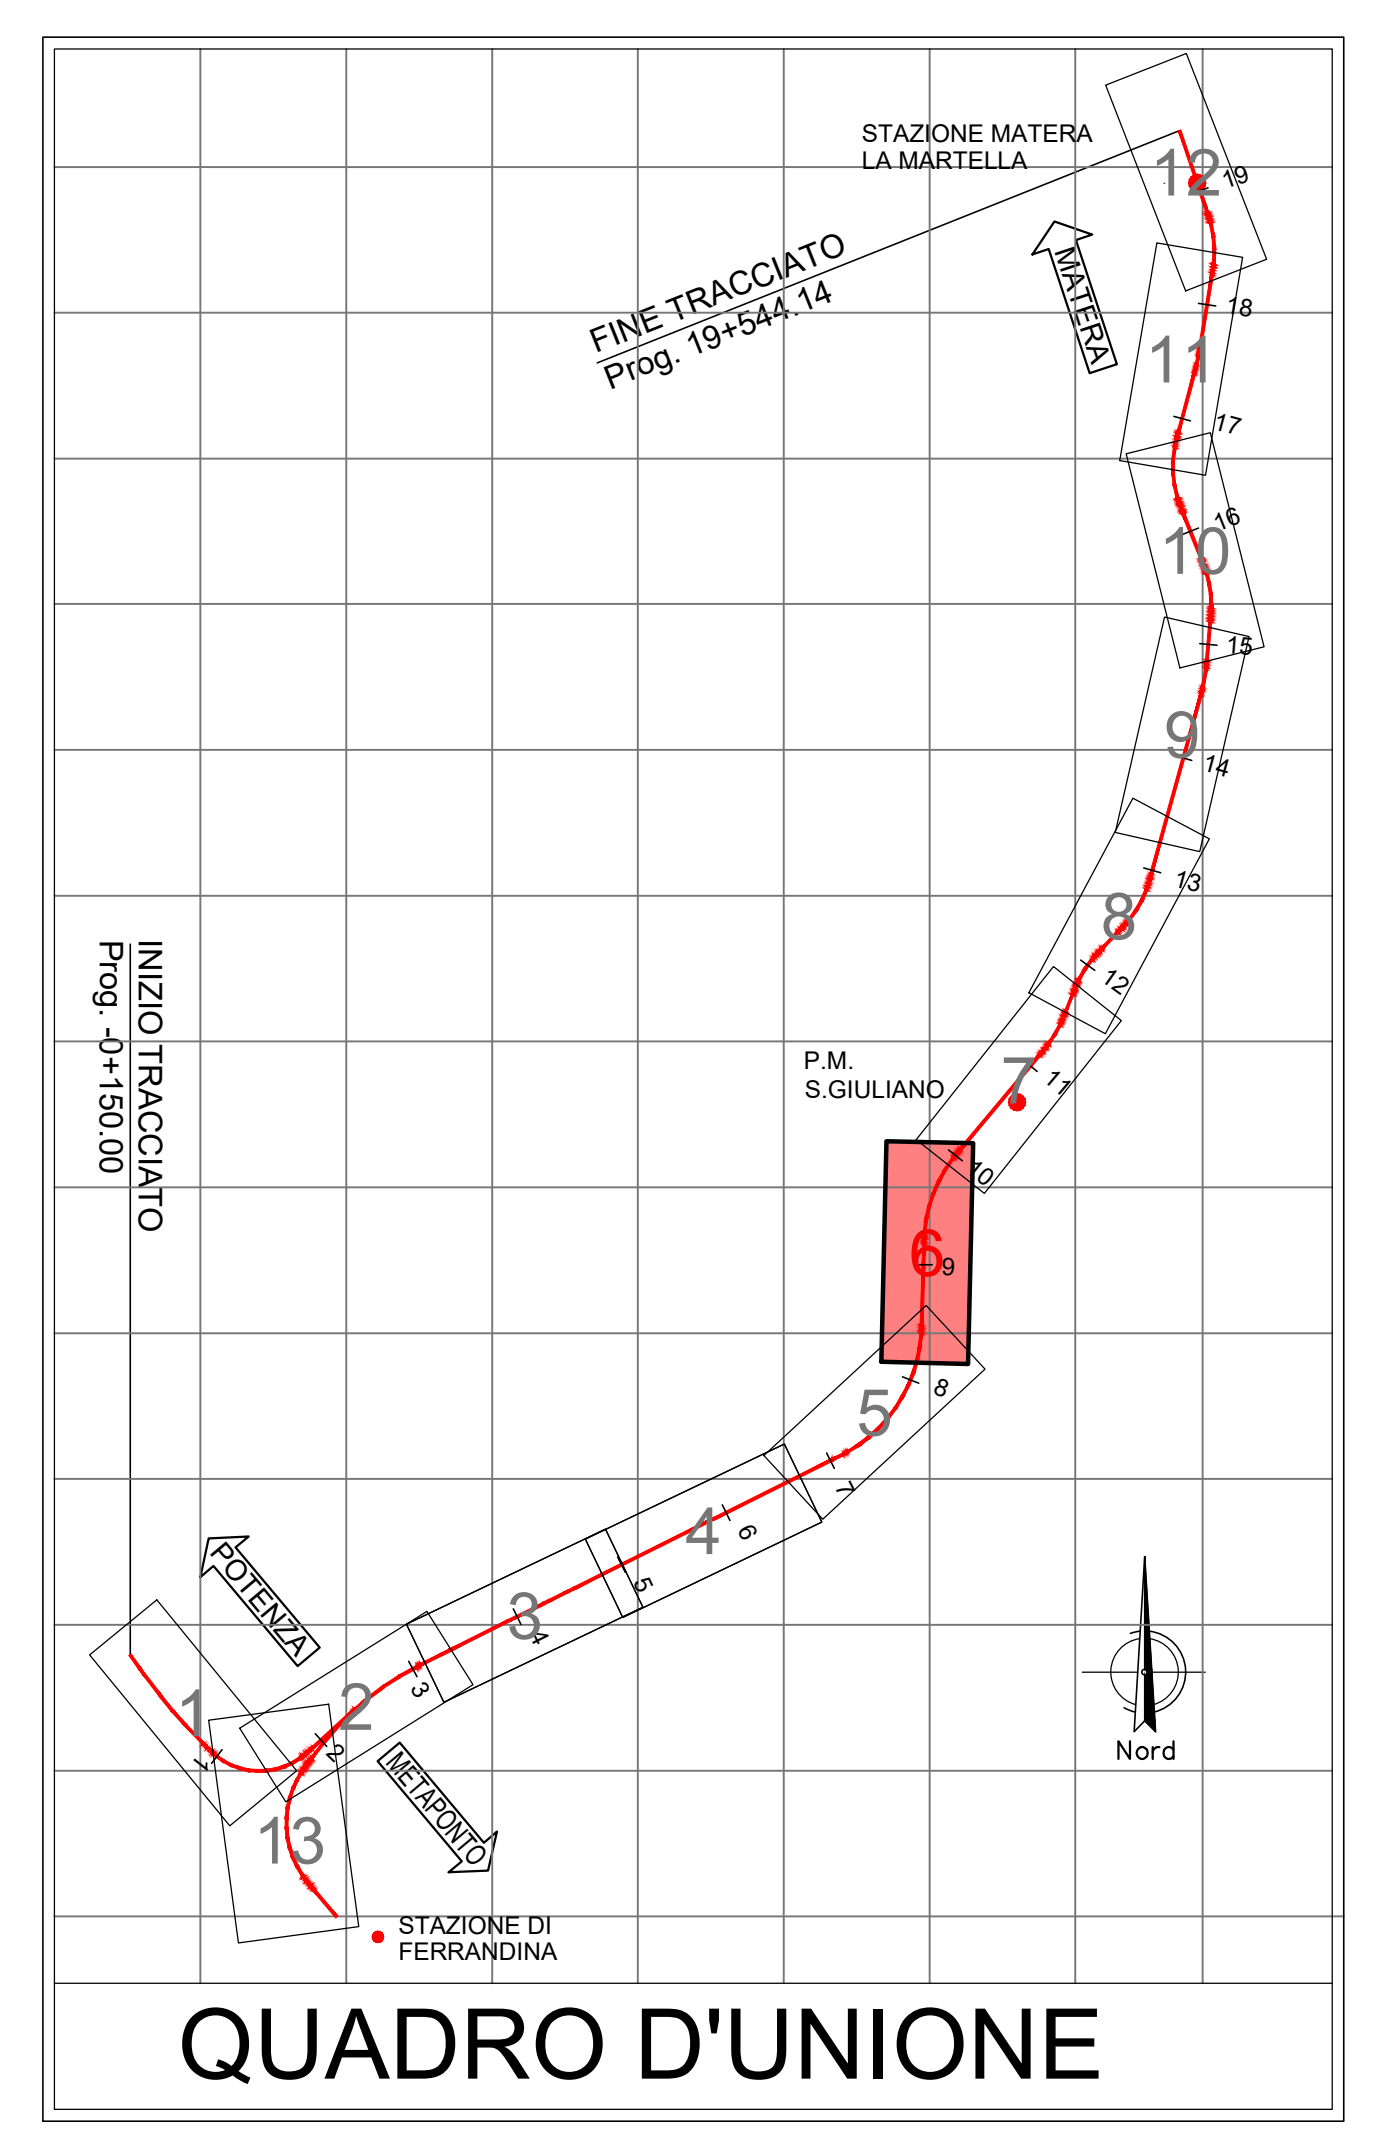 STAZIONE MATERA
LA MARTELLA
12
19
FINE TRACCIATO
Prog. 19+544.14
MATERA
18
11
17
16
10
15
9
14
13
8
12
INIZIO TRACCIATO
Prog. -0+150.00
P.M.
S.GIULIANO
7
11
10
6
9
8
5
7
4
6
5
3
4
POTENZA
3
2
1
2
1
METAPONTO
13
Nord
STAZIONE DI
FERRANDINA
QUADRO D'UNIONE